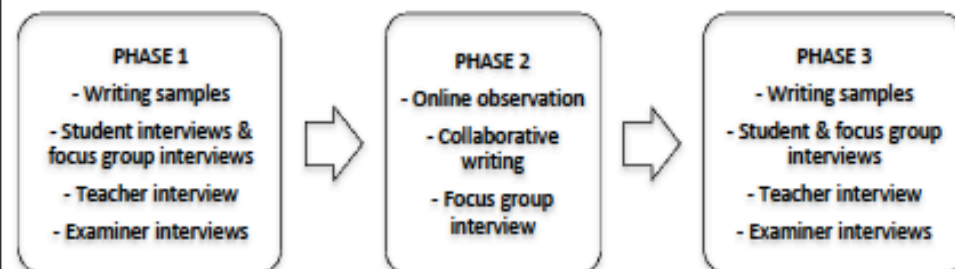 PHASE 1
- Writing samples
- Student interviews &
focus group interviews
- Teacher interview
- Examiner interviews
PHASE 2
- Online observation
- Collaborative
writing
- Focus group
interview
PHASE 3
- Writing samples
- Student & focus group
interviews
- Teacher interview
- Examiner interviews